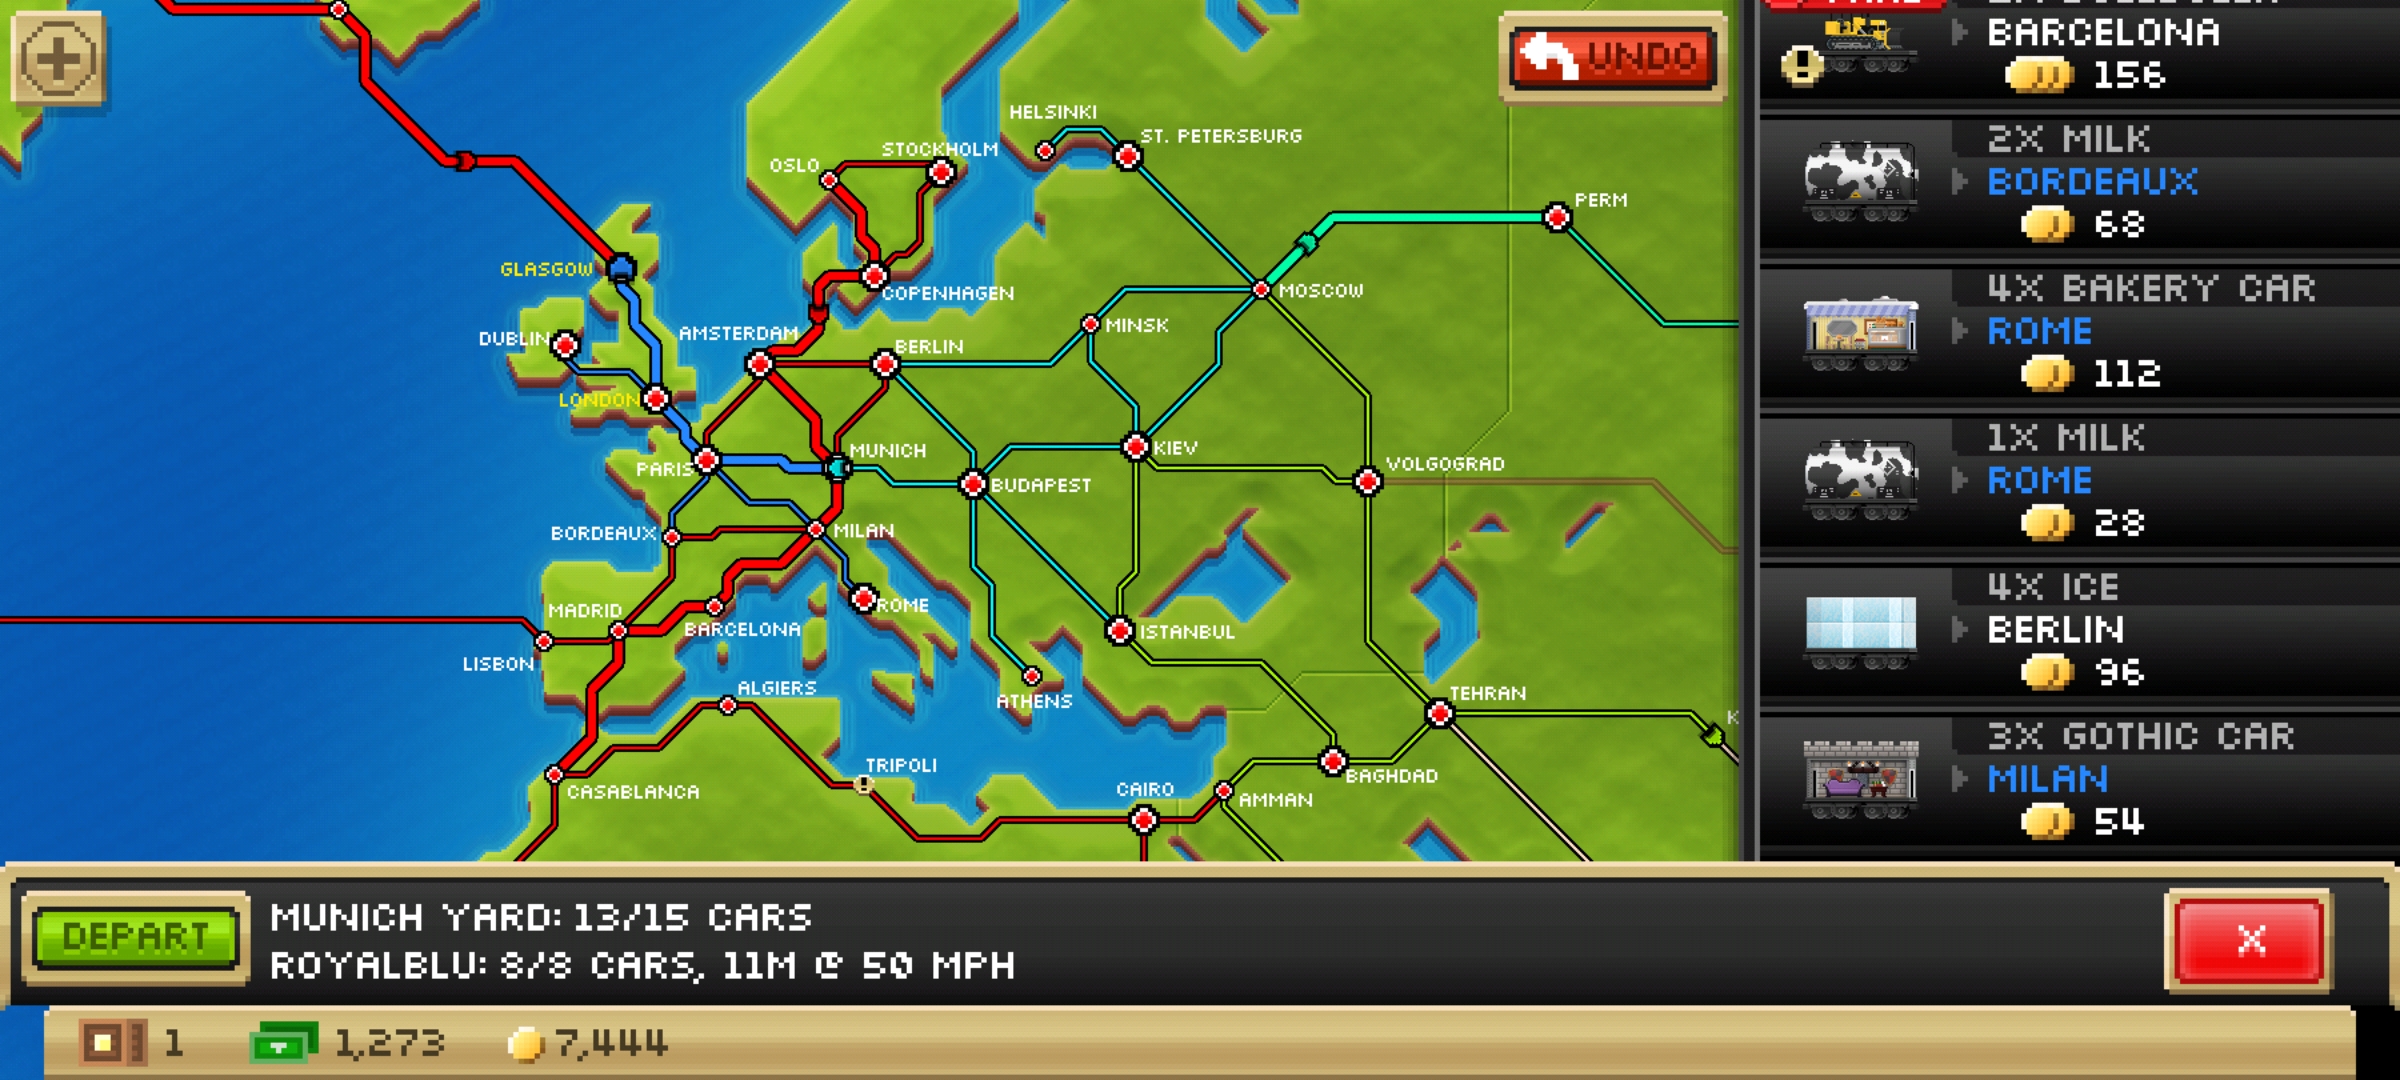 UNDO
HELSINKI
ST. PETERSBURG
STOCKHOLM
OSLO
PERM
GLASGOW
COPENHAGEN
MOSCOW
DUBLIN
AMSTERDAM
BERLIN
MINSK
LONDON
PARIS
MUNICH
KIEV
VOLGOGRAD
BUDAPEST
BORDEAUX
MILAN
MADRID
BARCELONA
ROME
ISTANBUL
LISBON
ALGIERS
ATHENS
TEHRAN
K
CASABLANCA
TRIPOLI
CAIRO
AMMAN
BAGHDAD
BARCELONA
156
2X MILK
BORDEAUX
68
4X BAKERY CAR
ROME
112
1X MILK
ROME
28
4X ICE
BERLIN
96
3X GOTHIC CAR
MILAN
54
DEPART
MUNICH YARD: 13/15 CARS
ROYALBLU: 8/8 CARS, 11M @ 50 MPH
X
1
1,273
7,444